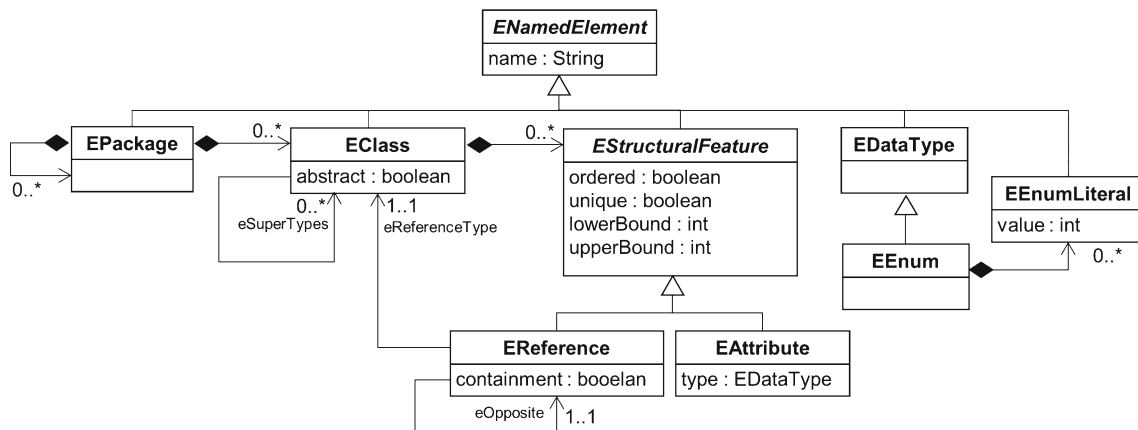 ENamedElement
name : String
EPackage
0..*
0..*
EClass
abstract : boolean
0..*
eSuperTypes
1..1
eReferenceType
0..*
EStructuralFeature
ordered : boolean
unique : boolean
lowerBound : int
upperBound : int
EDataType
EEnum
EEnumLiteral
value : int
0..*
EReference
containment : booelan
eOpposite
1..1
EAttribute
type : EDataType